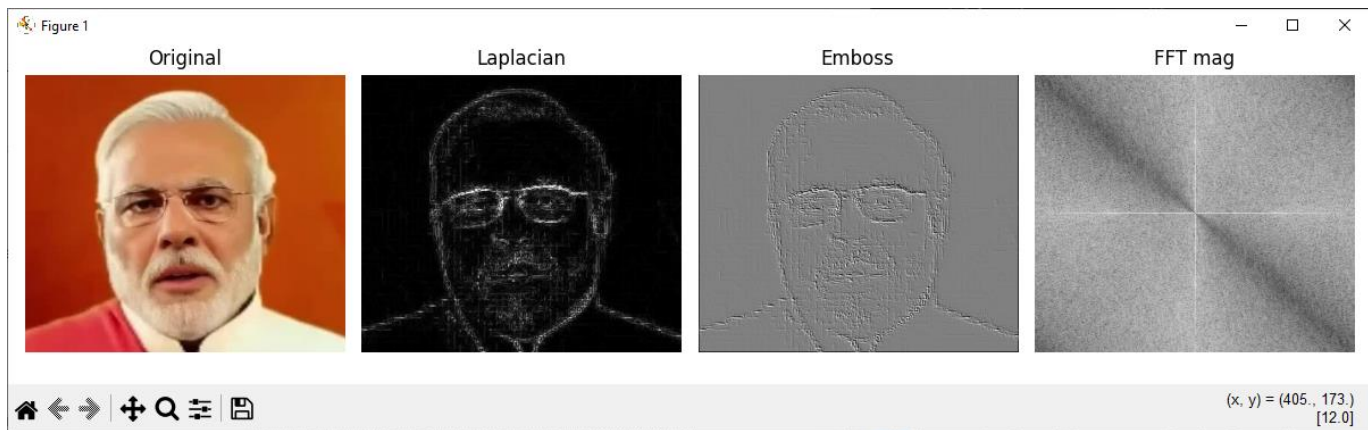 Figure 1
Original
Laplacian
Emboss
FFT mag
(x, y) = (405., 173.)
[12.0]